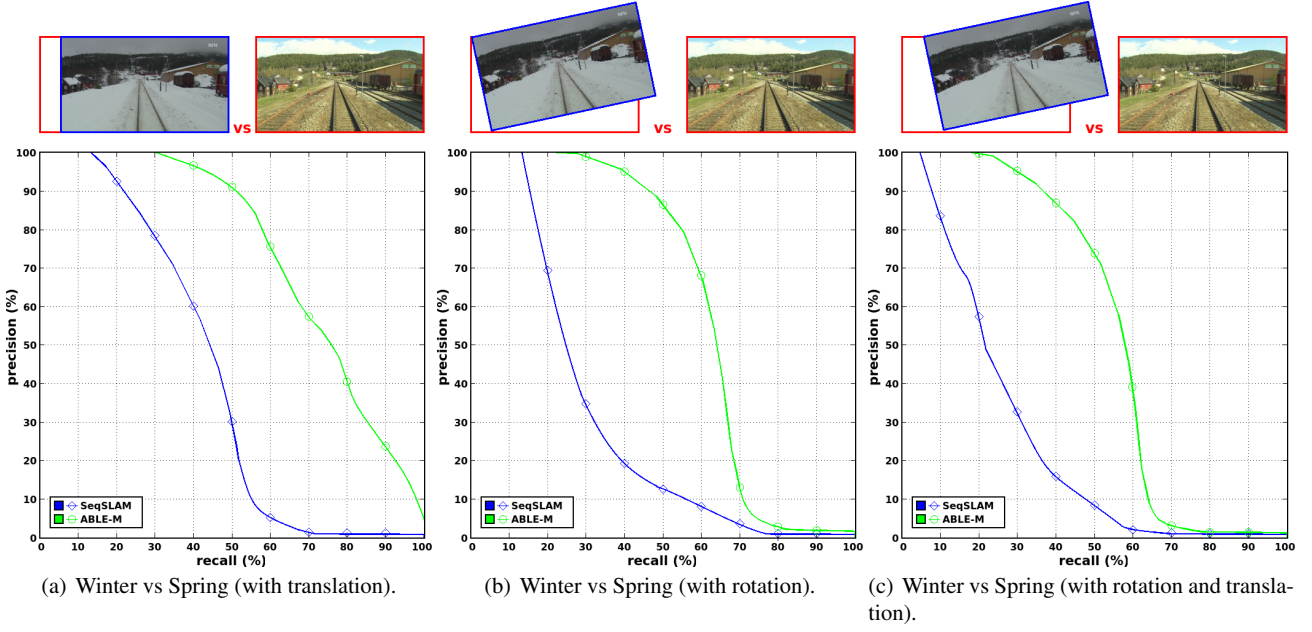 vs
vs
vs
100
90
80
70
60
50
40
30
20
10
0
precision (%)
SeqSLAM
ABLE-M
0 10 20 30 40 50 60 70 80 90 100
recall (%)
(a) Winter vs Spring (with translation).
100
90
80
70
60
50
40
30
20
10
0
precision (%)
SeqSLAM
ABLE-M
0 10 20 30 40 50 60 70 80 90 100
recall (%)
(b) Winter vs Spring (with rotation).
100
90
80
70
60
50
40
30
20
10
0
precision (%)
SeqSLAM
ABLE-M
0 10 20 30 40 50 60 70 80 90 100
recall (%)
(c) Winter vs Spring (with rotation and transla-
tion).